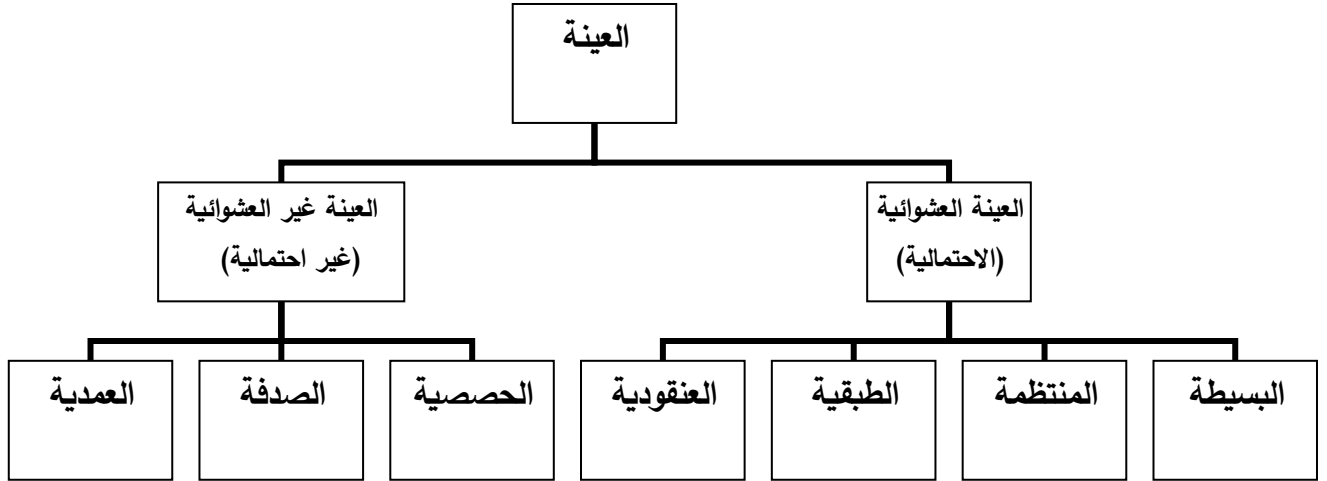 العينة
العينة العشوائية
(الاحتمالية)
العينة غير العشوائية
(غير احتمالية)
البسيطة
المنتظمة
الطبقية
العنقودية
الحصصية
الصدفة
العمدية